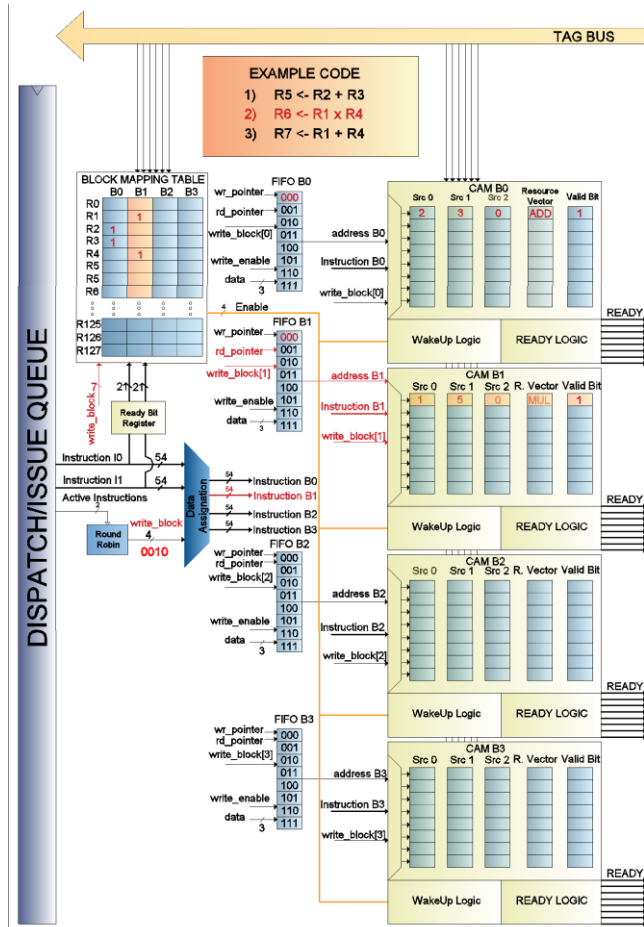 TAG BUS
EXAMPLE CODE
1) R5 <- R2 + R3
2) R6 <- R1 x R4
3) R7 <- R1 + R4
DISPATCH/ISSUE QUEUE
BLOCK MAPPING TABLE
B0 B1 B2 B3
R0
R1 1
R2 1
R3 1
R4 1
R5
R5
R6
R125
R126
R127
write_block 7
2 2
Ready Bit
Register
Instruction I0 54
Instruction I1 54
Active Instructions
2
Round
Robin
write_block
4
0010
Data
Assignation
54 Instruction B0
54 Instruction B1
54 Instruction B2
54 Instruction B3
4 Enable
FIFO B0
wr_pointer
rd_pointer
write_block[0]
write_enable
data 3
000
001
010
011
100
101
110
111
address B0
Instruction B0
write_block[0]
CAM B0
Src 0 Src 1 Src 2 Resource Vector Valid Bit
2 3 0 ADD 1
WakeUp Logic READY LOGIC
READY
FIFO B1
wr_pointer
rd_pointer
write_block[1]
write_enable
data 3
000
001
010
011
100
101
110
111
address B1
Instruction B1
write_block[1]
CAM B1
Src 0 Src 1 Src 2 R. Vector Valid Bit
1 5 0 MUL 1
WakeUp Logic READY LOGIC
READY
FIFO B2
wr_pointer
rd_pointer
write_block[2]
write_enable
data 3
000
001
010
011
100
101
110
111
address B2
Instruction B2
write_block[2]
CAM B2
Src 0 Src 1 Src 2 R. Vector Valid Bit
WakeUp Logic READY LOGIC
READY
FIFO B3
wr_pointer
rd_pointer
write_block[3]
write_enable
data 3
000
001
010
011
100
101
110
111
address B3
Instruction B3
write_block[3]
CAM B3
Src 0 Src 1 Src 2 R. Vector Valid Bit
WakeUp Logic READY LOGIC
READY